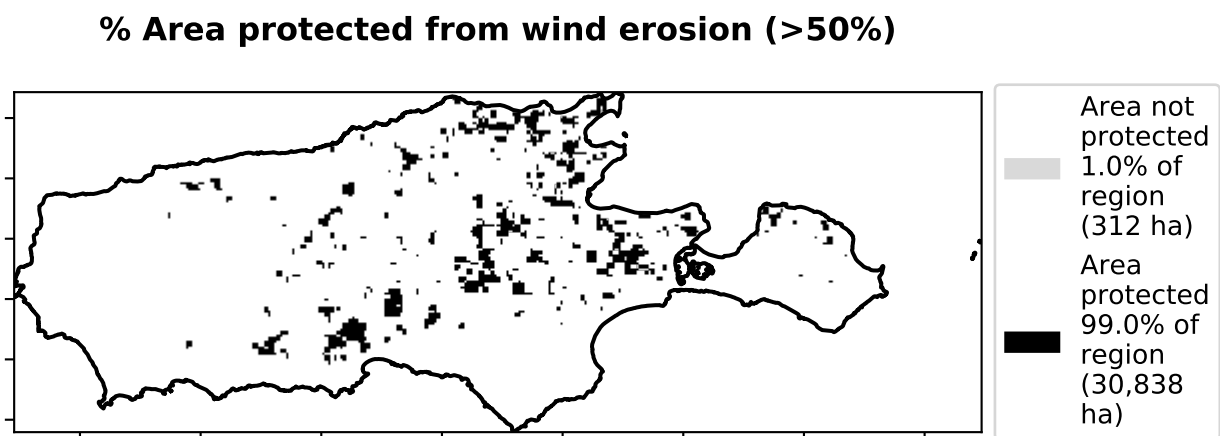 % Area protected from wind erosion (>50%)
Area not
protected
1.0% of
region
(312 ha)
Area
protected
99.0% of
region
(30,838
ha)